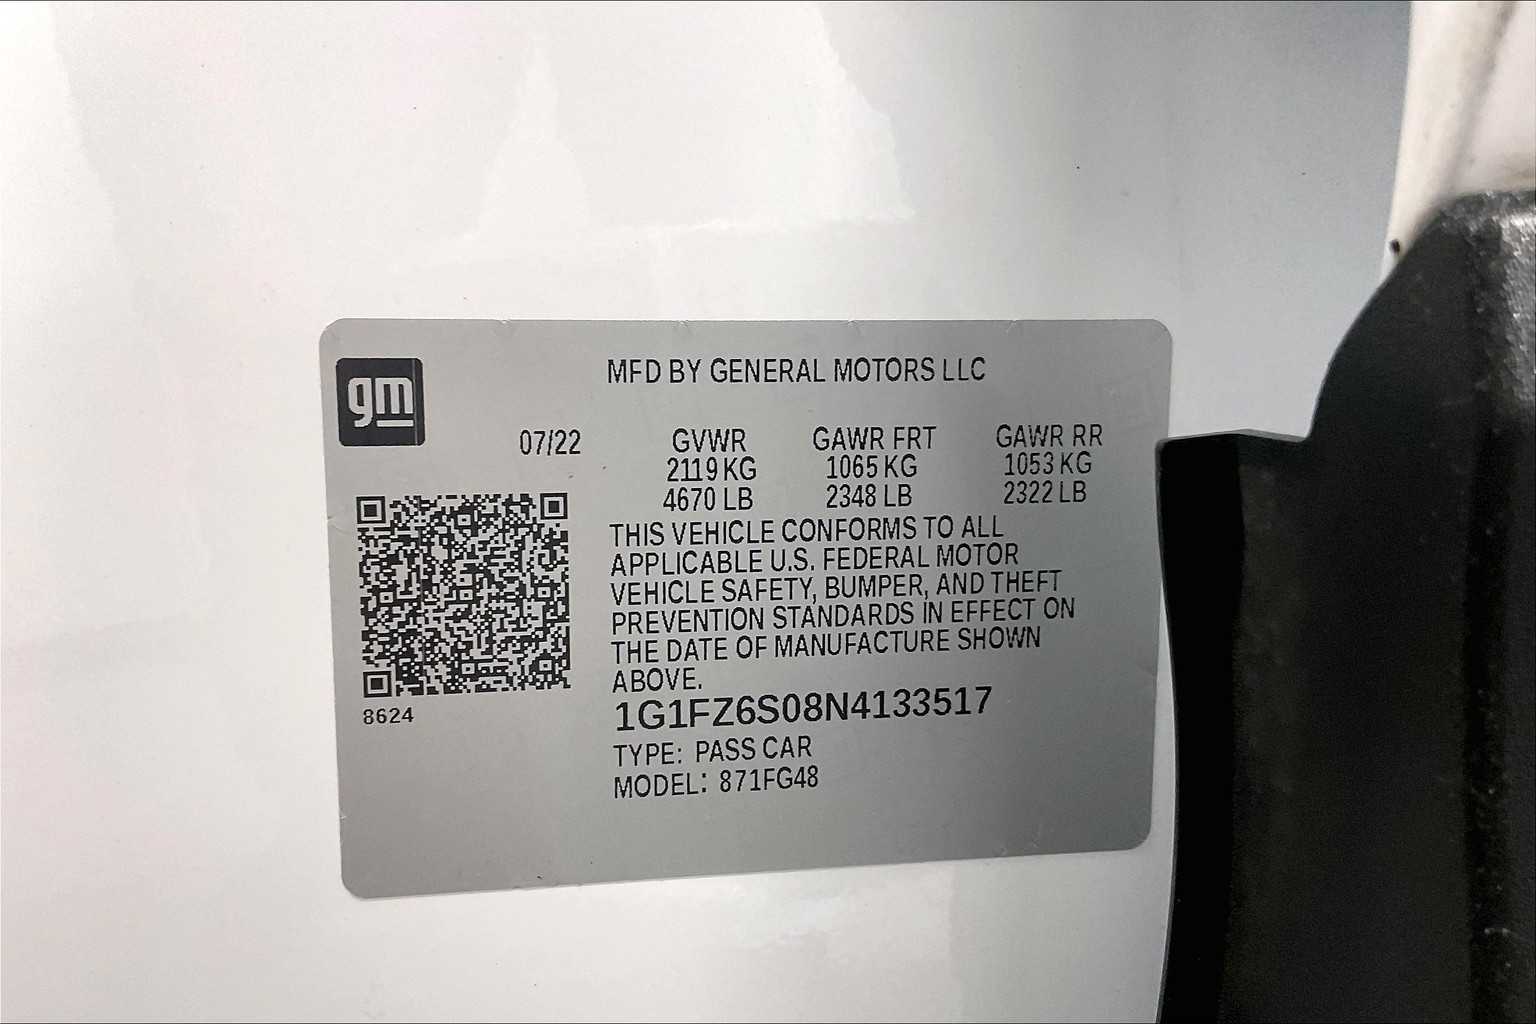 gm
MFD BY GENERAL MOTORS LLC
07/22 GVWR GAWR FRT GAWR RR
2119 KG 1065 KG 1053 KG
4670 LB 2348 LB 2322 LB
THIS VEHICLE CONFORMS TO ALL
APPLICABLE U.S. FEDERAL MOTOR
VEHICLE SAFETY, BUMPER, AND THEFT
PREVENTION STANDARDS IN EFFECT ON
THE DATE OF MANUFACTURE SHOWN
ABOVE.
8624
1G1FZ6S08N4133517
TYPE: PASS CAR
MODEL: 871FG48